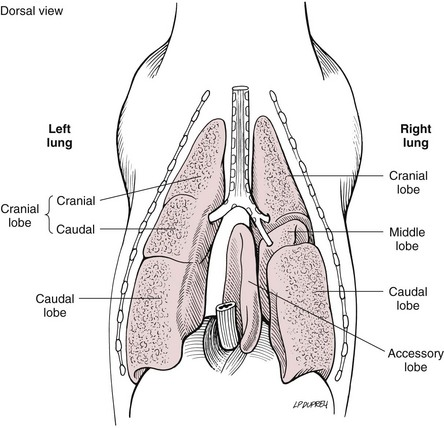 Dorsal view
Left
lung
Right
lung
Cranial
lobe
Cranial
Caudal
Caudal
lobe
Cranial
lobe
Middle
lobe
Caudal
lobe
Accessory
lobe
LP DUPREY